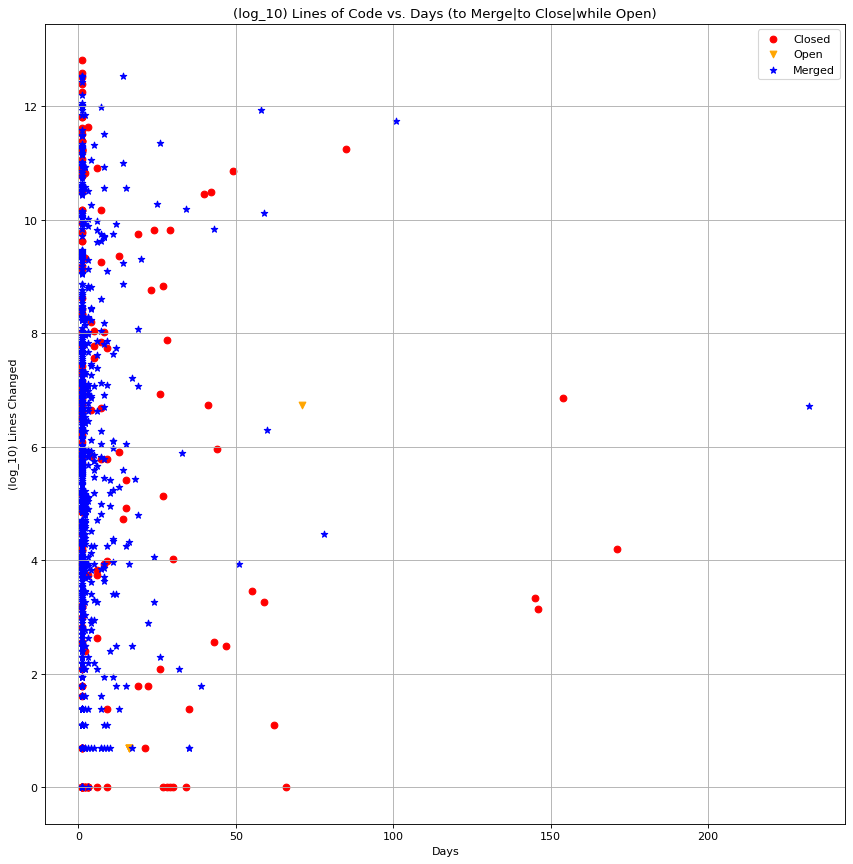 (log_10) Lines of Code vs. Days (to Merge|to Close|while Open)
Closed
Open
Merged
(log_10) Lines Changed
12
10
8
6
4
2
0
0 50 100 150 200
Days